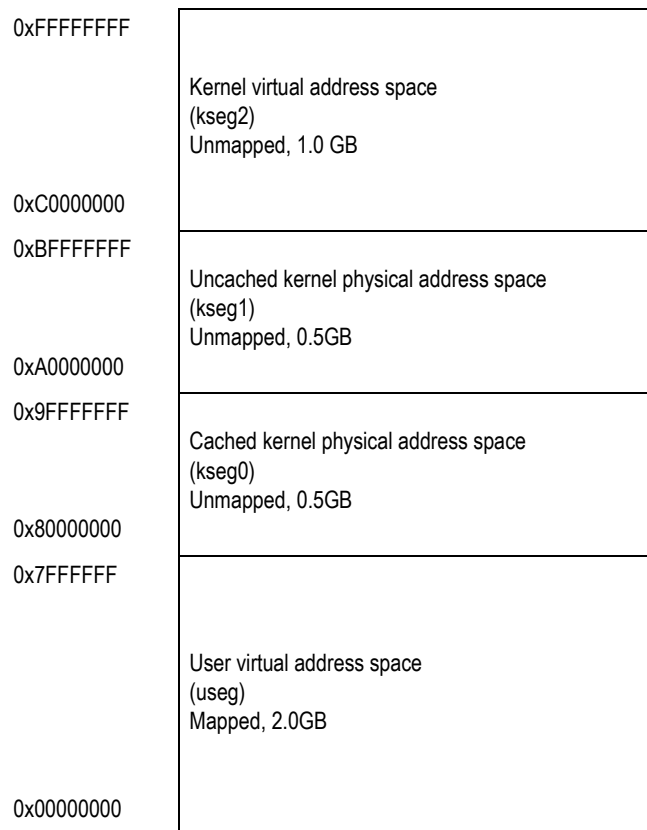 0xFFFFFFFF
Kernel virtual address space
(kseg2)
Unmapped, 1.0 GB
0xC0000000
0xBFFFFFFF
Uncached kernel physical address space
(kseg1)
Unmapped, 0.5GB
0xA0000000
0x9FFFFFFF
Cached kernel physical address space
(kseg0)
Unmapped, 0.5GB
0x80000000
0x7FFFFFF
User virtual address space
(useg)
Mapped, 2.0GB
0x00000000